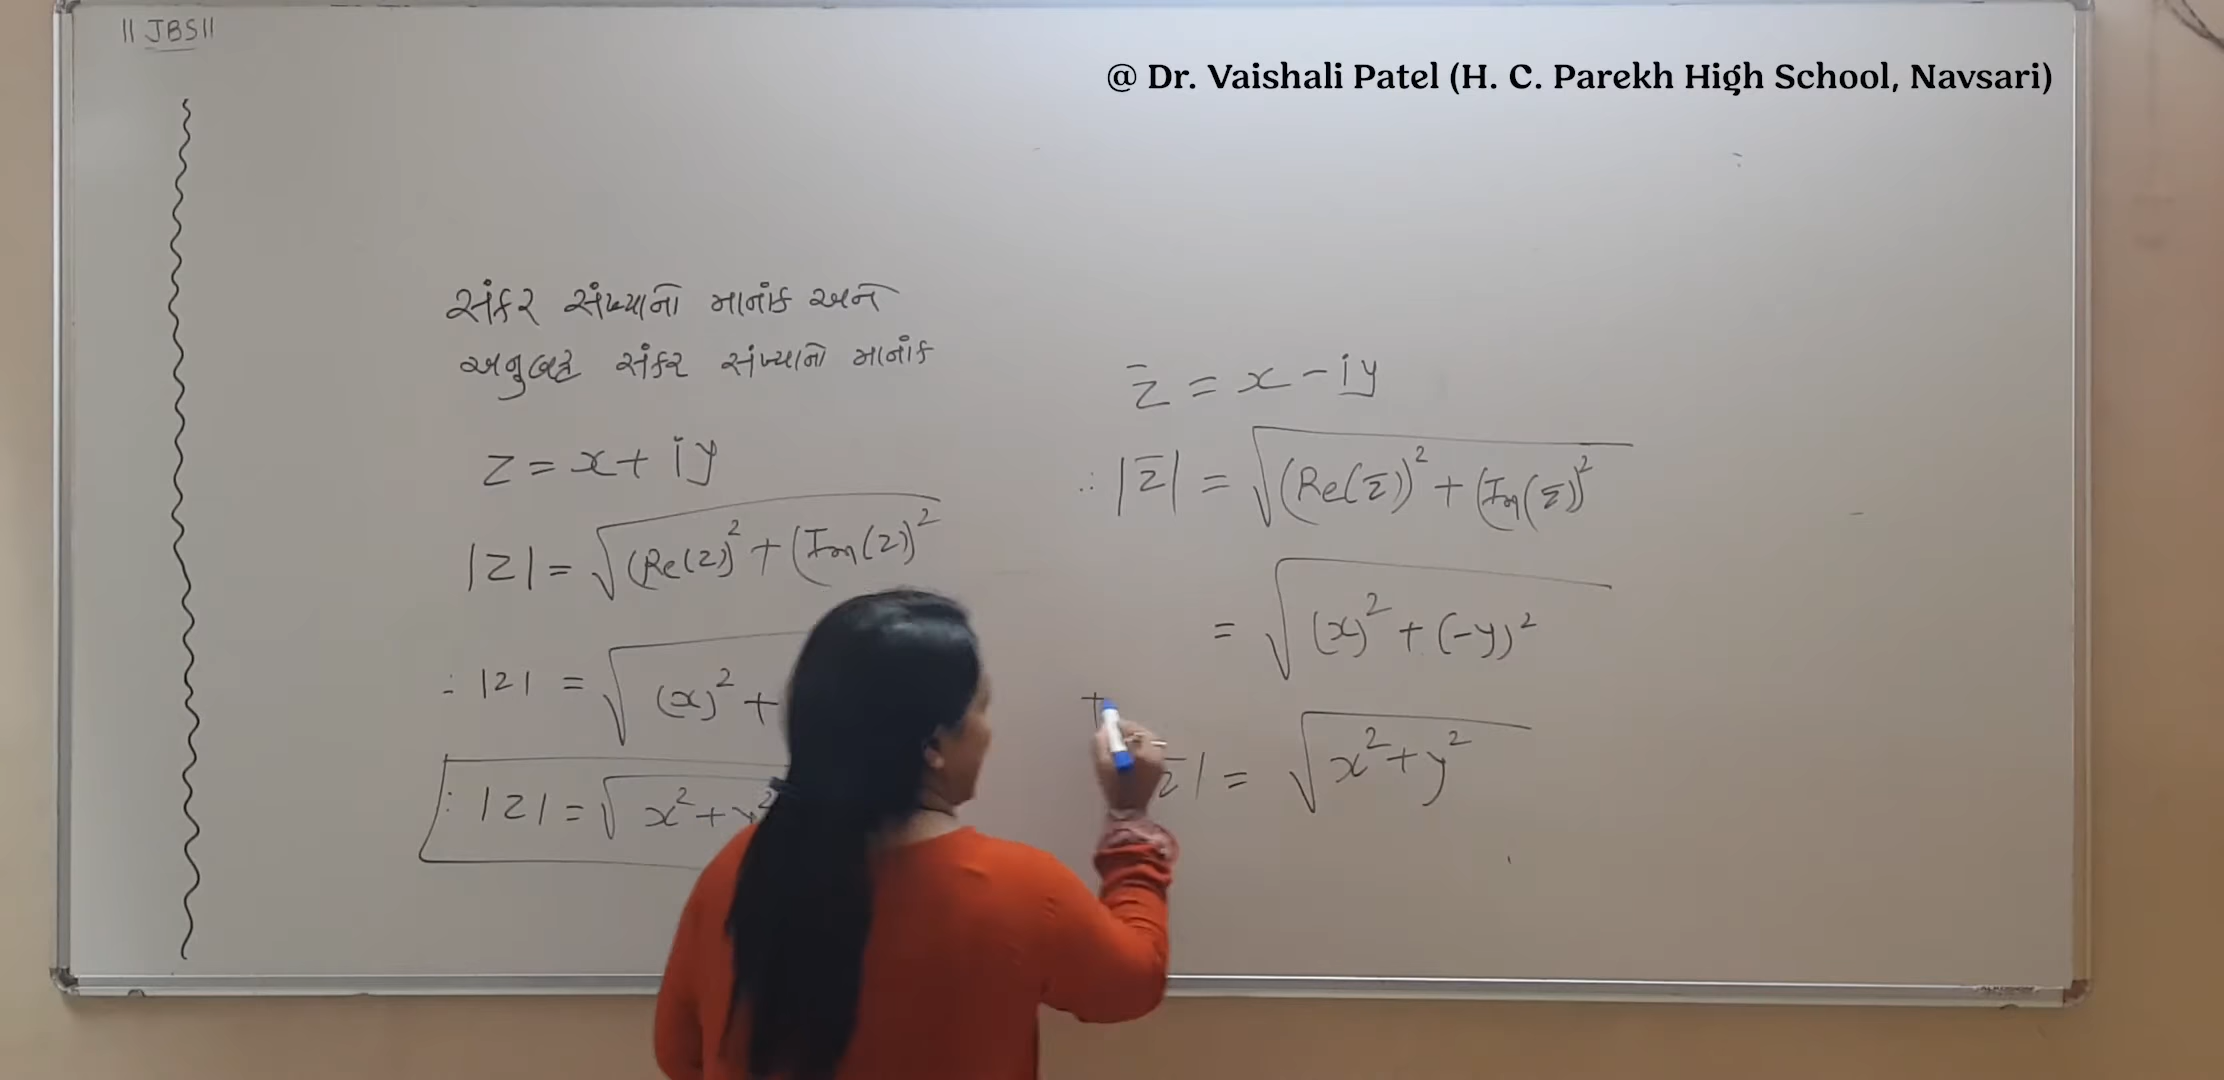 || JBS ||
@ Dr. Vaishali Patel (H. C. Parekh High School, Navsari)
સંકર સંખ્યાનો માનાંક અને
અનુબદ્ધ સંકર સંખ્યાનો માનાંક
z = x + iy
|z| = √((Re(z))² + (Im(z))²
∴ |z| = √((x)² +
∴ |z| = √(x² + y²
z̄ = x - iy
∴ |z̄| = √((Re(z̄))² + (Im(z̄))²
= √((x)² + (-y)²)
z̄| = √(x² + y²)